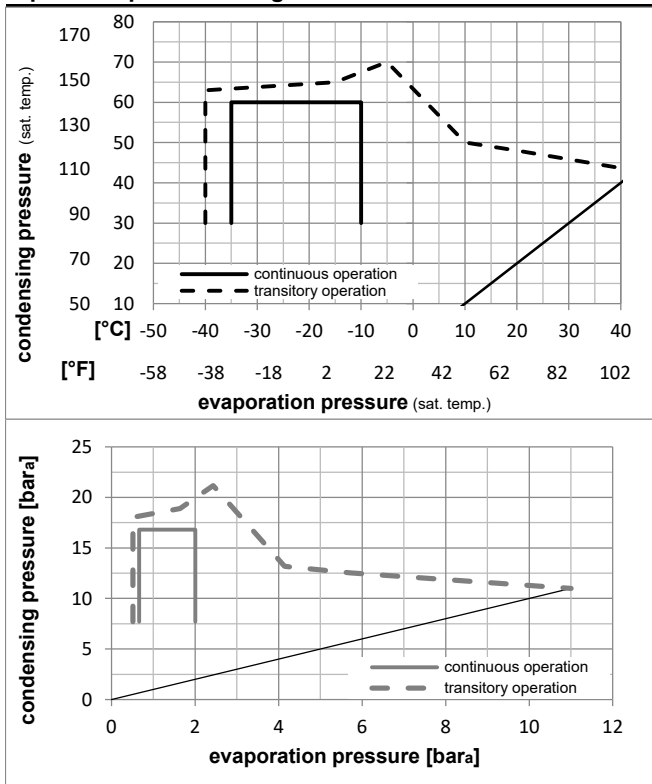 170 80
70
150 60
130 50
110 40
90 30
70 20
50 10
condensing pressure (sat. temp.)
continuous operation
transitory operation
[°C] -50 -40 -30 -20 -10 0 10 20 30 40
[°F] -58 -38 -18 2 22 42 62 82 102
evaporation pressure (sat. temp.)
25
20
15
10
5
0
condensing pressure [bara]
continuous operation
transitory operation
0 2 4 6 8 10 12
evaporation pressure [bara]